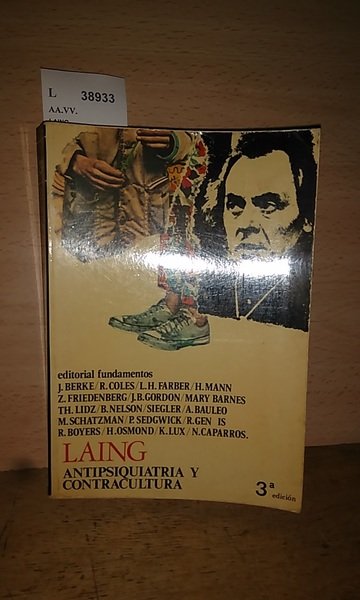 L 38933
AA.VV.
LAING
editorial fundamentos
J. BERKE/R. COLES/L.H. FARBER/H. MANN
Z. FRIEDENBERG/J.B. GORDON/MARY BARNES
TH. LIDZ/B. NELSON/SIEGLER/A. BAULEO
M. SCHATZMAN/P. SEDGWICK/R. GEN IS
R. BOYERS/H. OSMOND/K. LUX/N. CAPARROS.
LAING
ANTIPSIQUIATRIA Y
CONTRACULTURA
3ª
edición